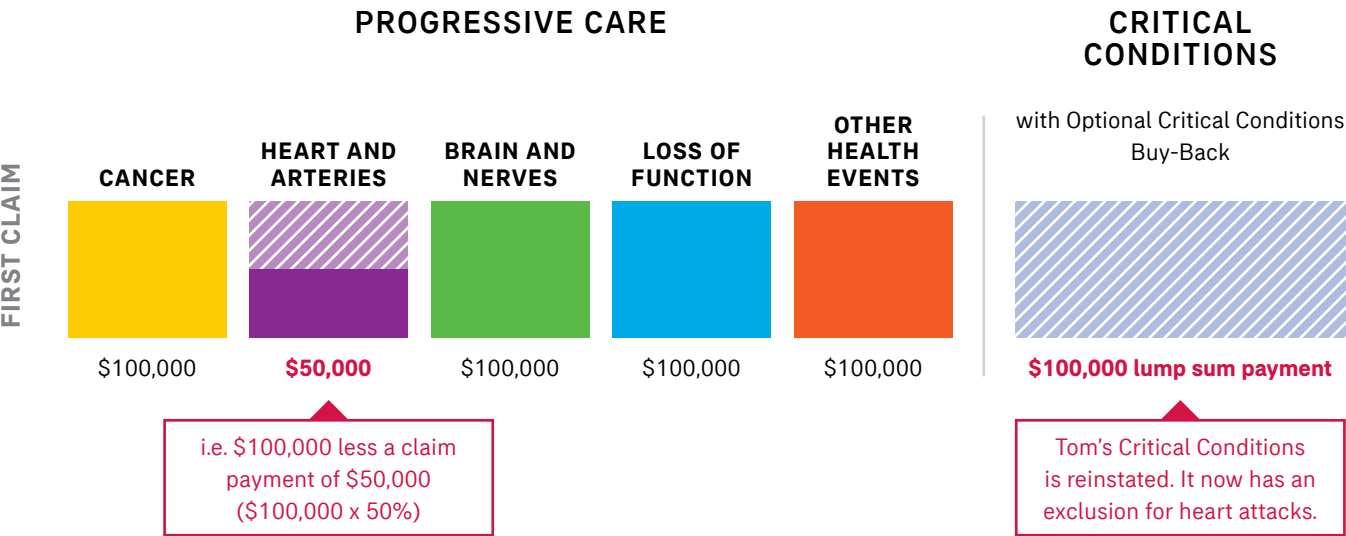 PROGRESSIVE CARE
CRITICAL
CONDITIONS
with Optional Critical Conditions
Buy-Back
FIRST CLAIM
CANCER
HEART AND
ARTERIES
BRAIN AND
NERVES
LOSS OF
FUNCTION
OTHER
HEALTH
EVENTS
$100,000
$50,000
$100,000
$100,000
$100,000
$100,000 lump sum payment
i.e. $100,000 less a claim
payment of $50,000
($100,000 x 50%)
Tom’s Critical Conditions
is reinstated. It now has an
exclusion for heart attacks.